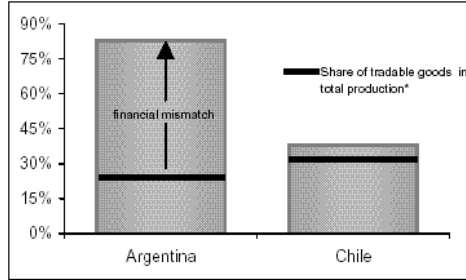 90%
75%
60%
45%
30%
15%
0%
Share of tradable goods in
total production*
financial mismatch
Argentina
Chile